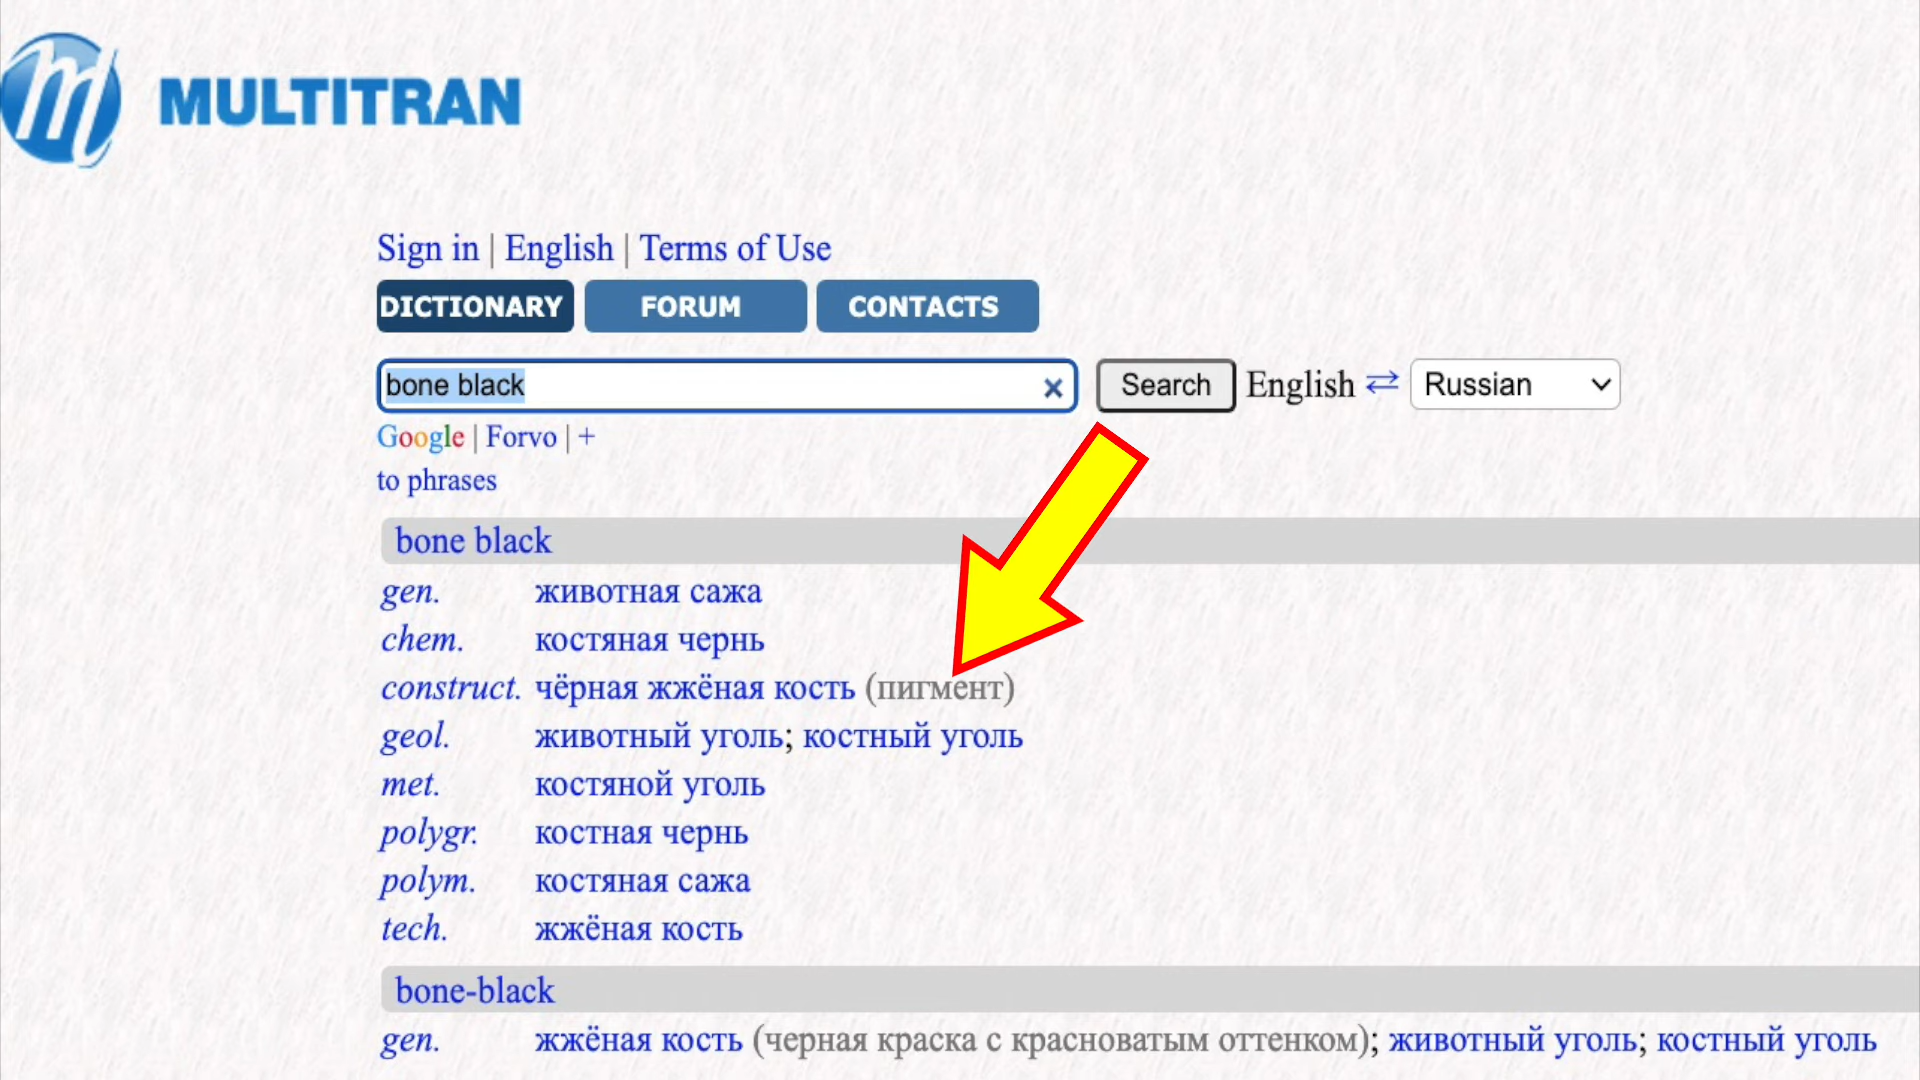 MULTITRAN
Sign in | English | Terms of Use
DICTIONARY FORUM CONTACTS
bone black × Search English ⇄ Russian
Google | Forvo | +
to phrases
bone black
gen. животная сажа
chem. костяная чернь
construct. чёрная жжёная кость (пигмент)
geol. животный уголь; костный уголь
met. костяной уголь
polygr. костная чернь
polym. костяная сажа
tech. жжёная кость
bone-black
gen. жжёная кость (черная краска с красноватым оттенком); животный уголь; костный уголь